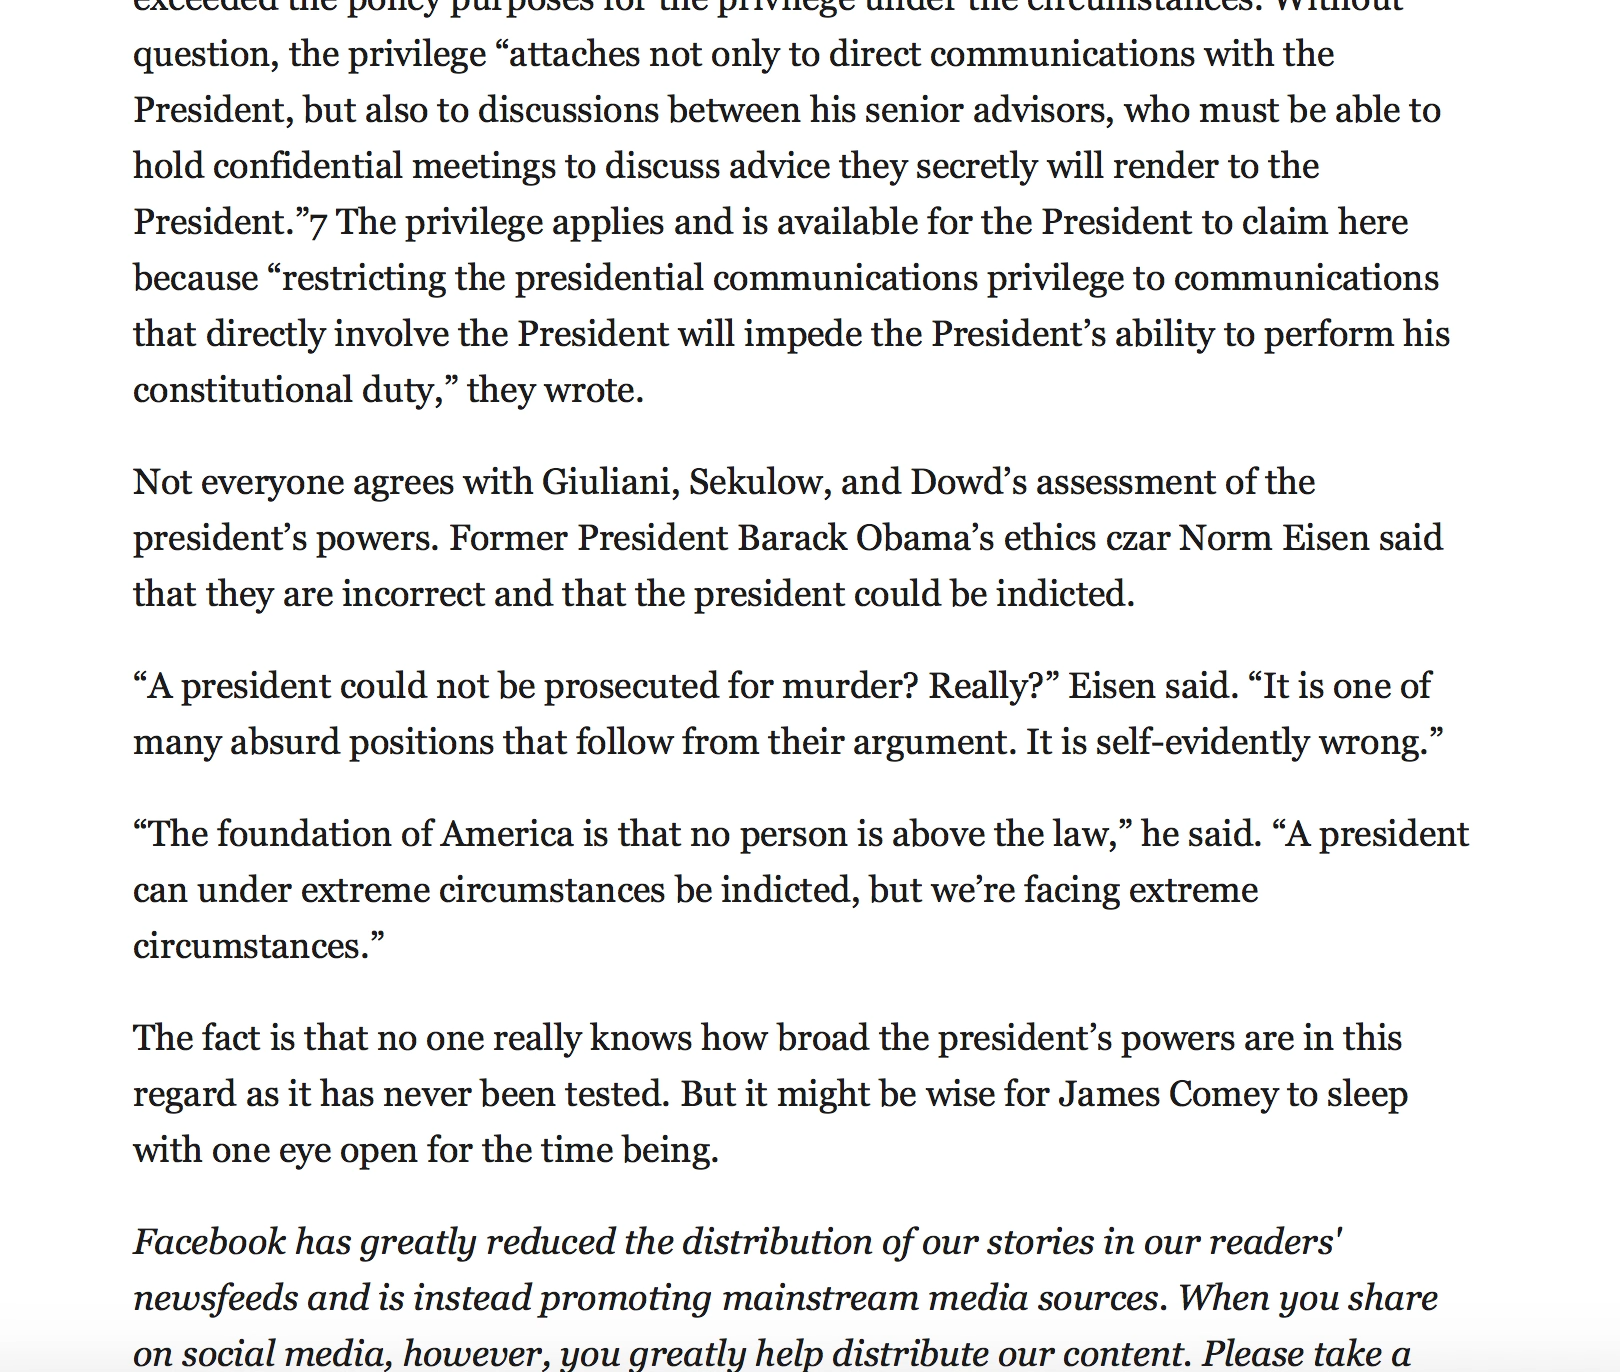 exceeded the policy purposes for the privilege under the circumstances. Without
question, the privilege “attaches not only to direct communications with the
President, but also to discussions between his senior advisors, who must be able to
hold confidential meetings to discuss advice they secretly will render to the
President.”7 The privilege applies and is available for the President to claim here
because “restricting the presidential communications privilege to communications
that directly involve the President will impede the President’s ability to perform his
constitutional duty,” they wrote.
Not everyone agrees with Giuliani, Sekulow, and Dowd’s assessment of the
president’s powers. Former President Barack Obama’s ethics czar Norm Eisen said
that they are incorrect and that the president could be indicted.
“A president could not be prosecuted for murder? Really?” Eisen said. “It is one of
many absurd positions that follow from their argument. It is self-evidently wrong.”
“The foundation of America is that no person is above the law,” he said. “A president
can under extreme circumstances be indicted, but we’re facing extreme
circumstances.”
The fact is that no one really knows how broad the president’s powers are in this
regard as it has never been tested. But it might be wise for James Comey to sleep
with one eye open for the time being.
Facebook has greatly reduced the distribution of our stories in our readers'
newsfeeds and is instead promoting mainstream media sources. When you share
on social media, however, you greatly help distribute our content. Please take a